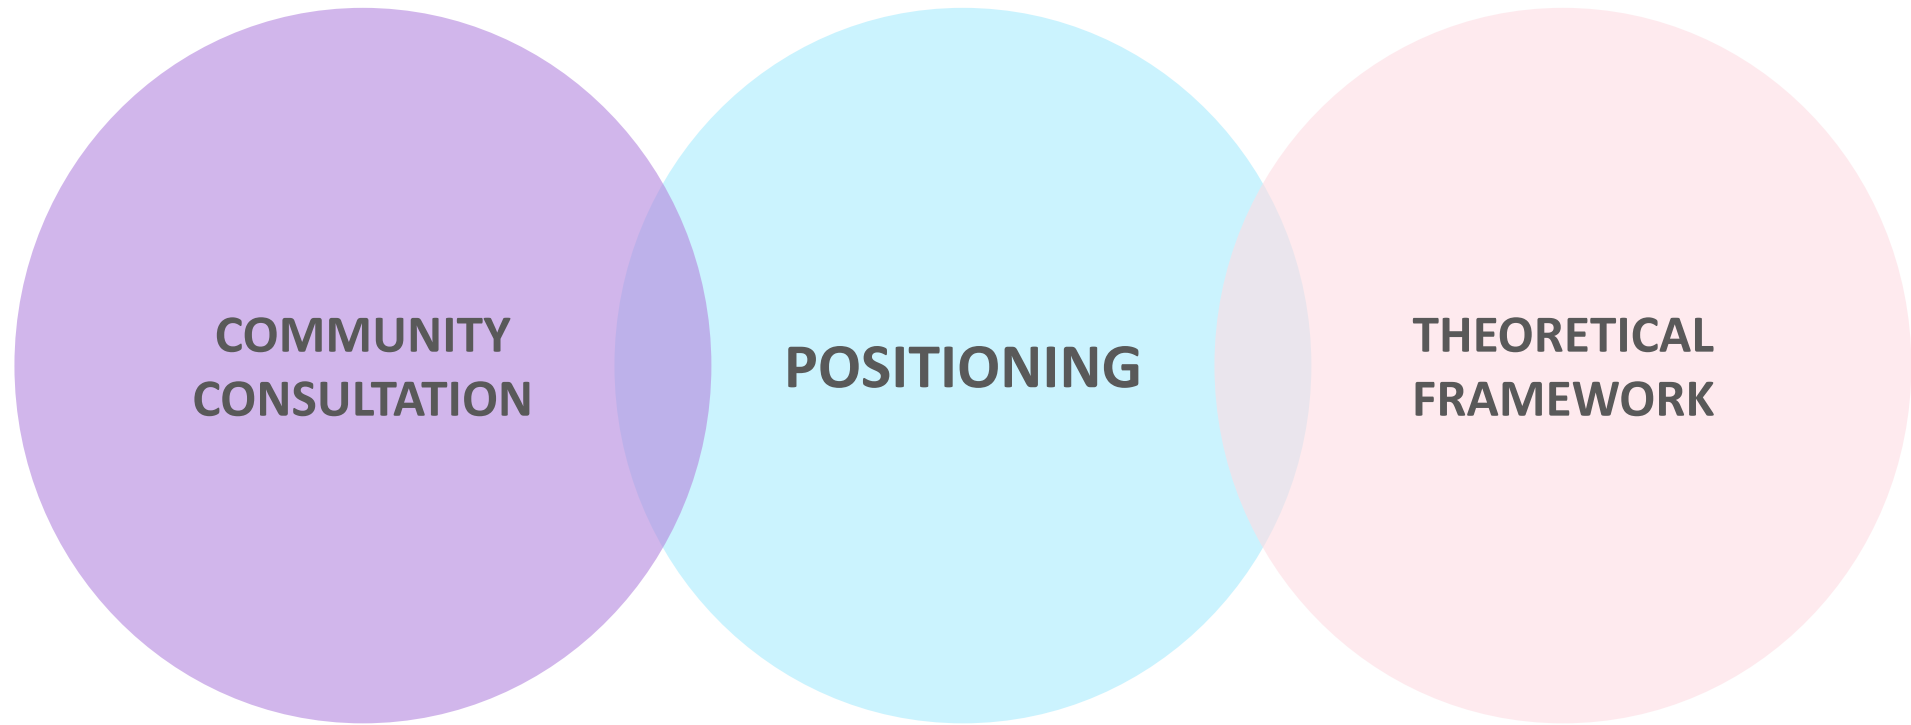 COMMUNITY
CONSULTATION
POSITIONING
THEORETICAL
FRAMEWORK